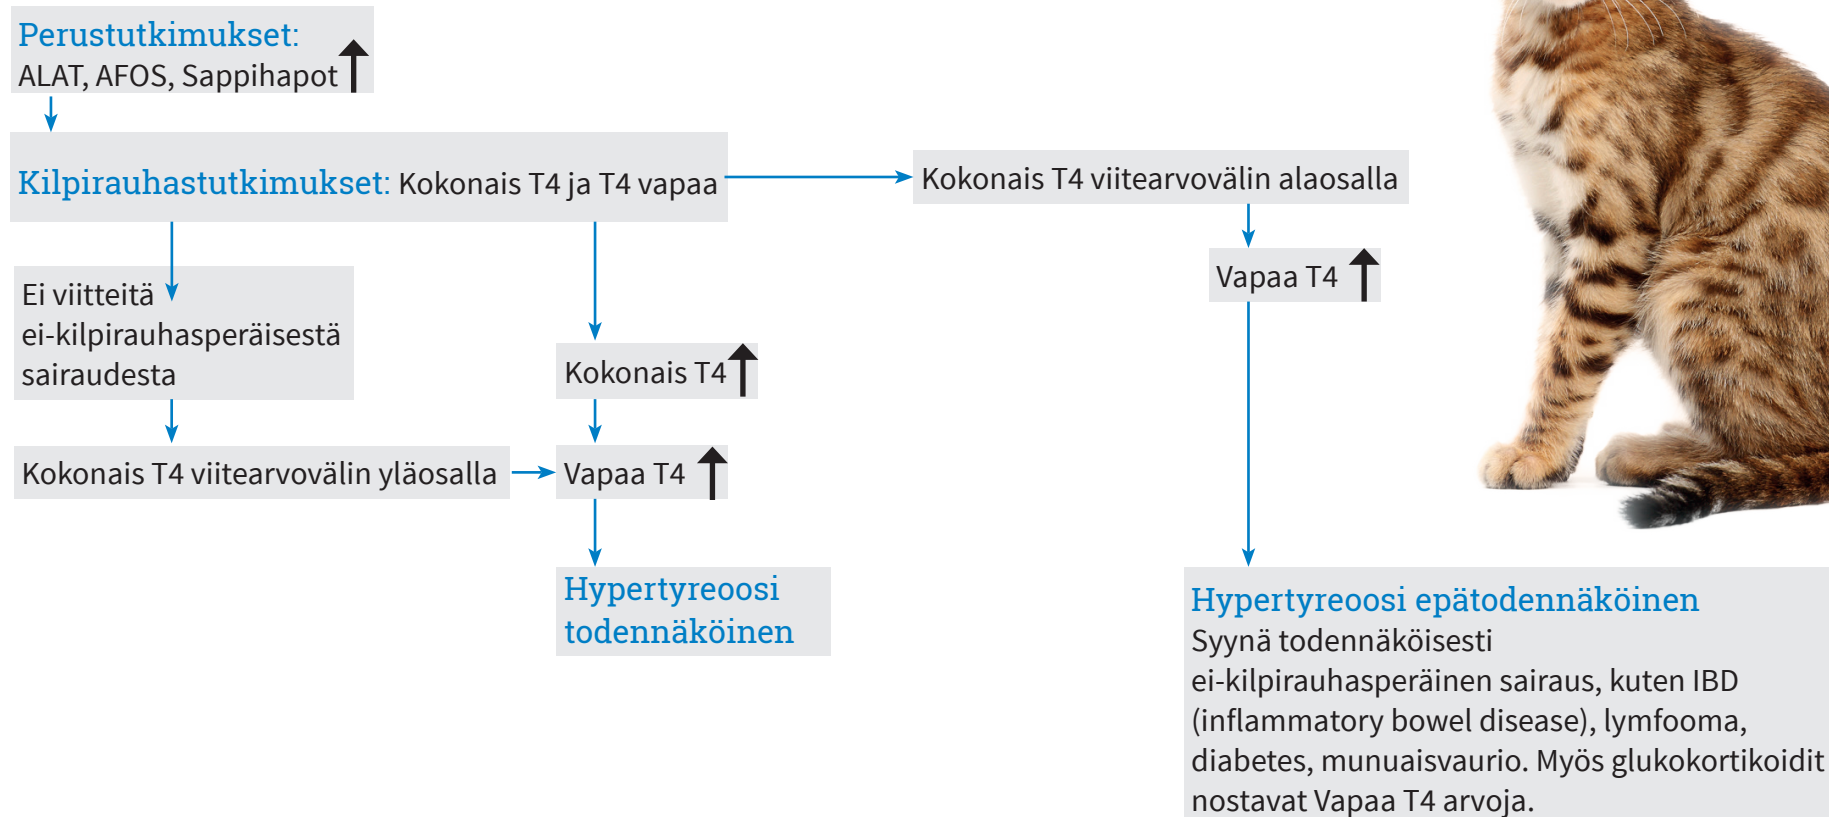 Perustutkimukset:
ALAT, AFOS, Sappihapot
Kilpirauhastutkimukset: Kokonais T4 ja T4 vapaa
Kokonais T4 viitearvovälin alaosalla
Vapaa T4
Ei viitteitä
ei-kilpirauhasperäisestä
sairaudesta
Kokonais T4
Kokonais T4 viitearvovälin yläosalla
Vapaa T4
Hypertyreoosi
todennäköinen
Hypertyreoosi epätodennäköinen
Syynä todennäköisesti
ei-kilpirauhasperäinen sairaus, kuten IBD
(inflammatory bowel disease), lymfooma,
diabetes, munuaisvaurio. Myös glukokortikoidit
nostavat Vapaa T4 arvoja.